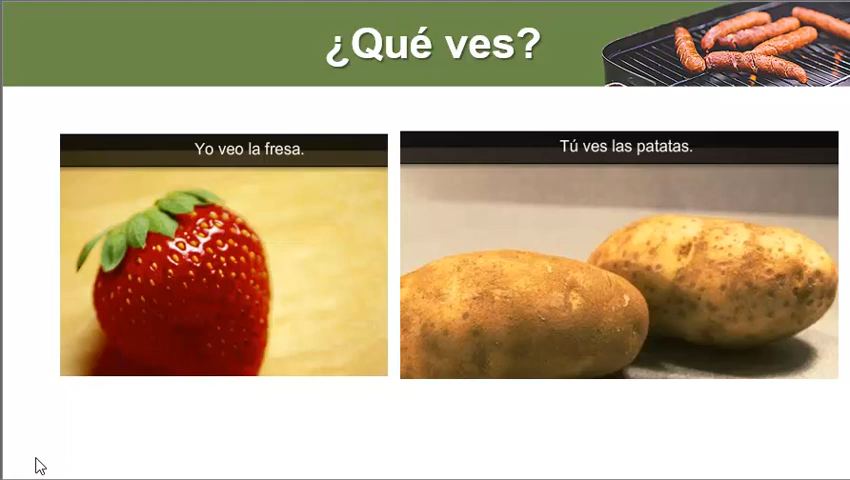 ¿Qué ves?
Yo veo la fresa.
Tú ves las patatas.